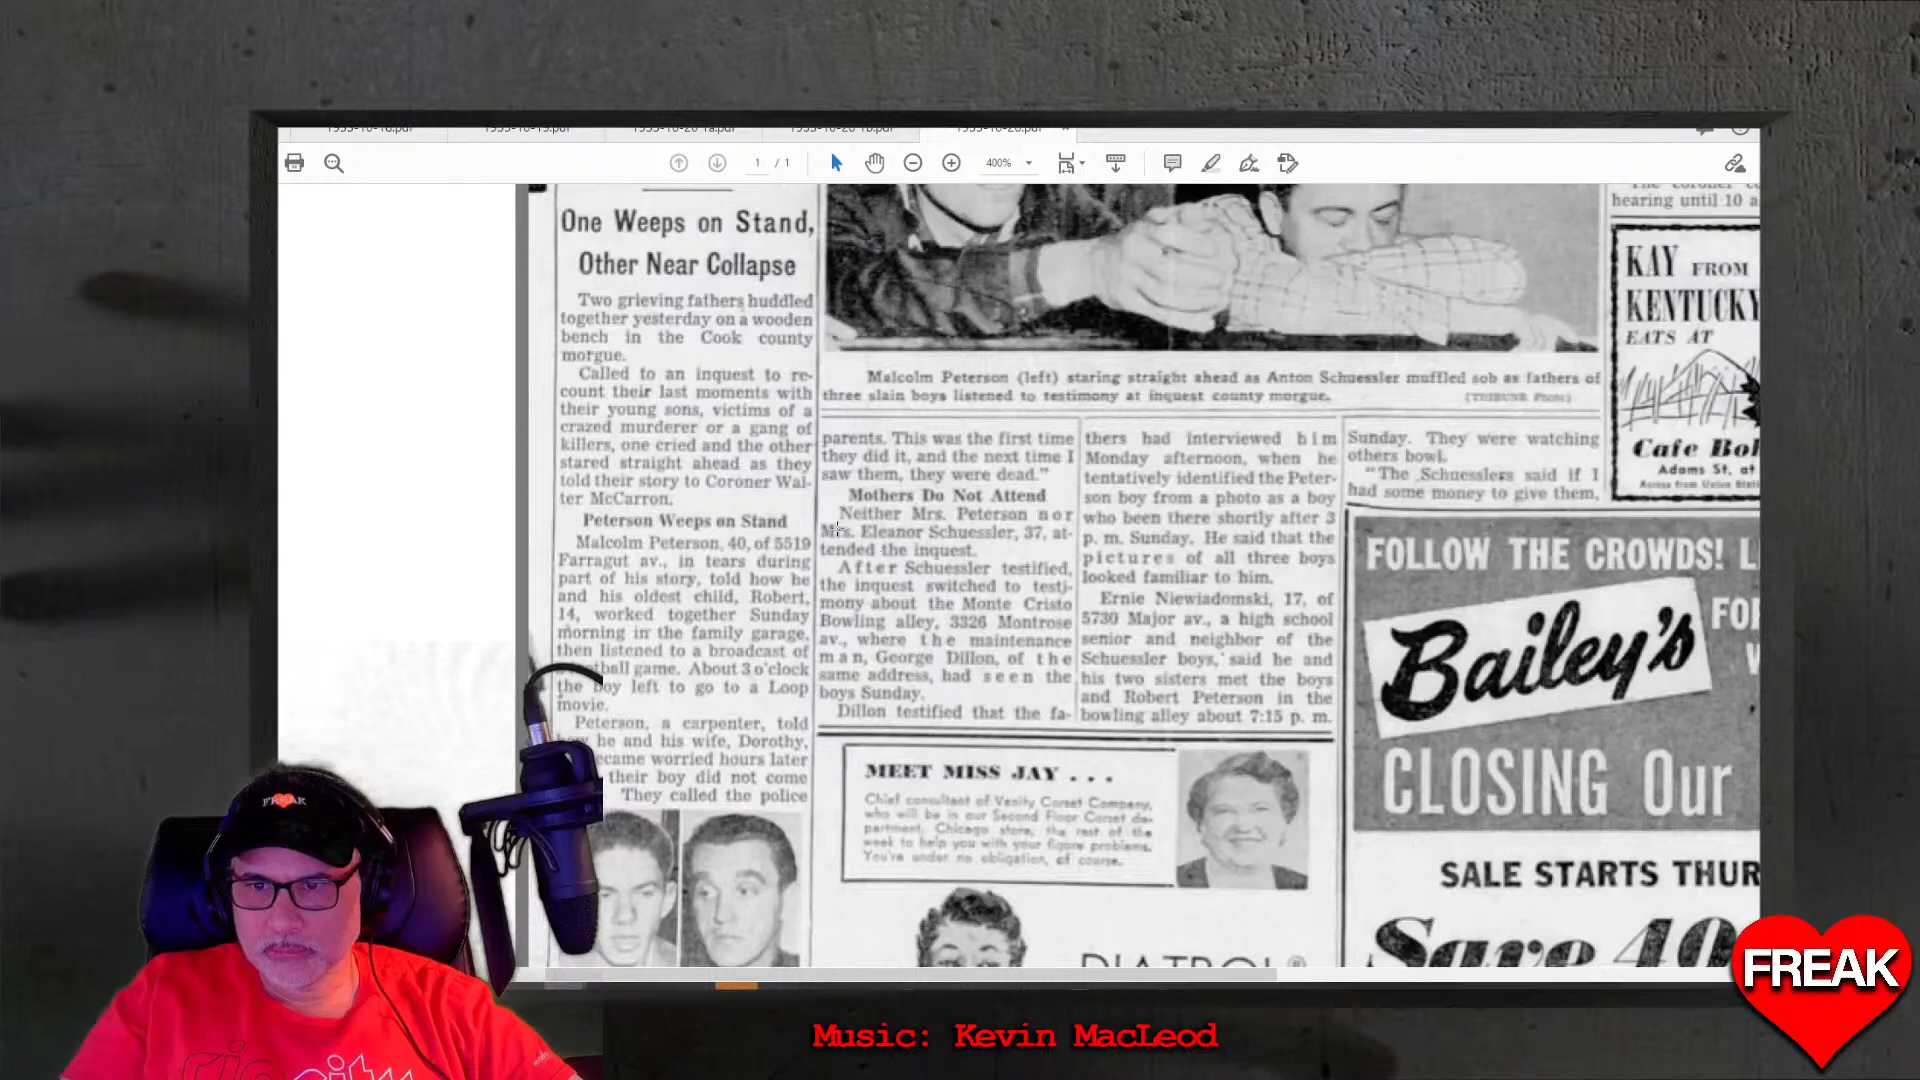 1 / 1
400%
One Weeps on Stand,
Other Near Collapse
Two grieving fathers huddled
together yesterday on a wooden
bench in the Cook county
morgue.
Called to an inquest to re-
count their last moments with
their young sons, victims of a
crazed murderer or a gang of
killers, one cried and the other
stared straight ahead as they
told their story to Coroner Wal-
ter McCarron.
Peterson Weeps on Stand
Malcolm Peterson, 40, of 5519
Farragut av., in tears during
part of his story, told how he
and his oldest child, Robert,
14, worked together Sunday
morning in the family garage,
then listened to a broadcast of
tball game. About 3 o'clock
the boy left to go to a Loop
movie.
Peterson, a carpenter, told
he and his wife, Dorothy,
ecame worried hours later
their boy did not come
They called the police
Malcolm Peterson (left) staring straight ahead as Anton Schuessler muffled sob as fathers of
three slain boys listened to testimony at inquest county morgue.
[TRIBUNE Photo]
parents. This was the first time
they did it, and the next time I
saw them, they were dead."
Mothers Do Not Attend
Neither Mrs. Peterson nor
Mrs. Eleanor Schuessler, 37, at-
tended the inquest.
After Schuessler testified,
the inquest switched to testi-
mony about the Monte Cristo
Bowling alley, 3326 Montrose
av., where the maintenance
man, George Dillon, of the
same address, had seen the
boys Sunday.
Dillon testified that the fa-
thers had interviewed him
Monday afternoon, when he
tentatively identified the Peter-
son boy from a photo as a boy
who been there shortly after 3
p. m. Sunday. He said that the
pictures of all three boys
looked familiar to him.
Ernie Newiadomski, 17, of
5730 Major av., a high school
senior and neighbor of the
Schuessler boys, said he and
his two sisters met the boys
and Robert Peterson in the
bowling alley about 7:15 p. m.
Sunday. They were watching
others bowl.
"The Schuesslers said if I
had some money to give them,
hearing until 10 a
KAY FROM
KENTUCKY
EATS AT
Cafe Bo
Adams St. at
Across from Union Stati
FOLLOW THE CROWDS! L
Bailey's
CLOSING Our
SALE STARTS THUR
Save 40
MEET MISS JAY . . .
Chief consultant of Vanity Corset Company,
who will be in our Second Floor Corset de-
partment, Chicago store, the rest of the
week to help you with your figure problems.
You're under no obligation, of course.
FREAK
FREAK
Music: Kevin MacLeod